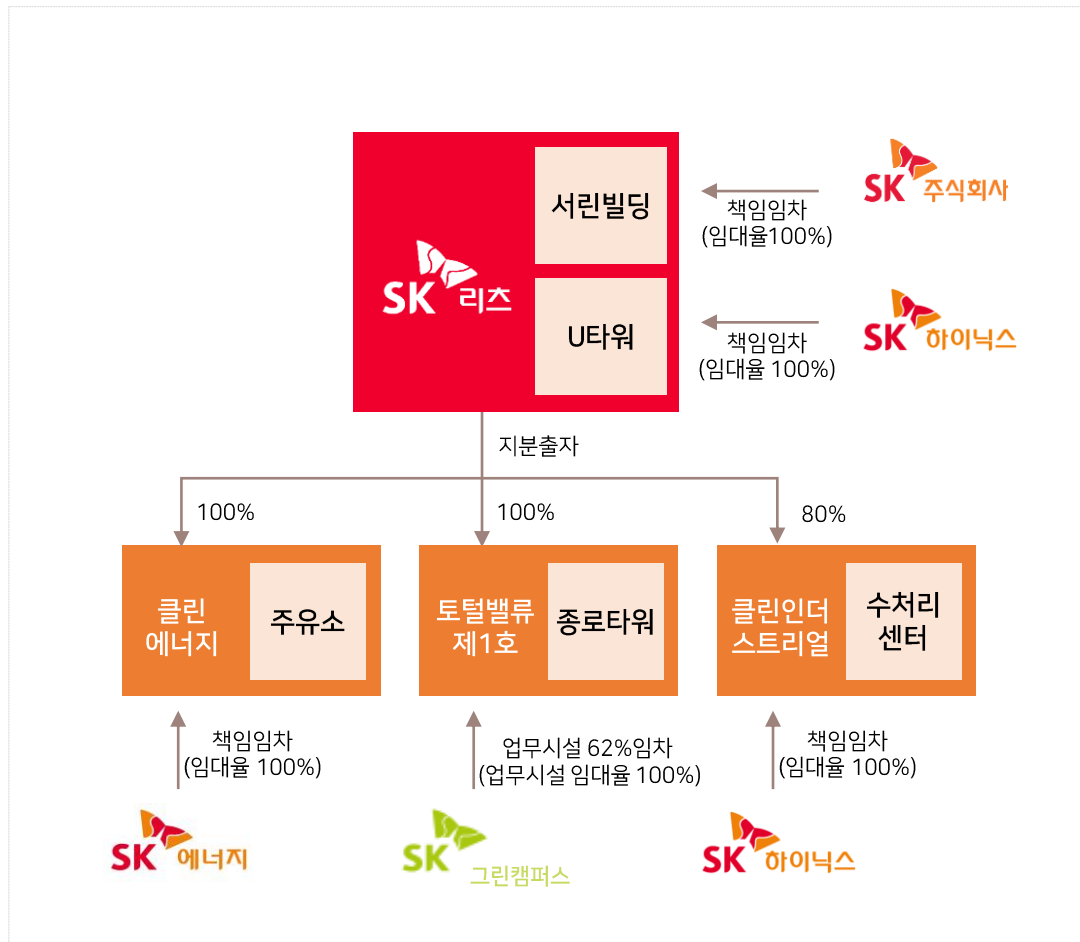 서린빌딩
SK 주식회사
책임임차
(임대율100%)
SK 리츠
U타워
SK 하이닉스
책임임차
(임대율 100%)
지분출자
100%
100%
80%
클린
에너지
주유소
토털밸류
제1호
종로타워
클린인더
스트리얼
수처리
센터
책임임차
(임대율 100%)
업무시설 62%임차
(업무시설 임대율 100%)
책임임차
(임대율 100%)
SK 에너지
SK
그린캠퍼스
SK 하이닉스